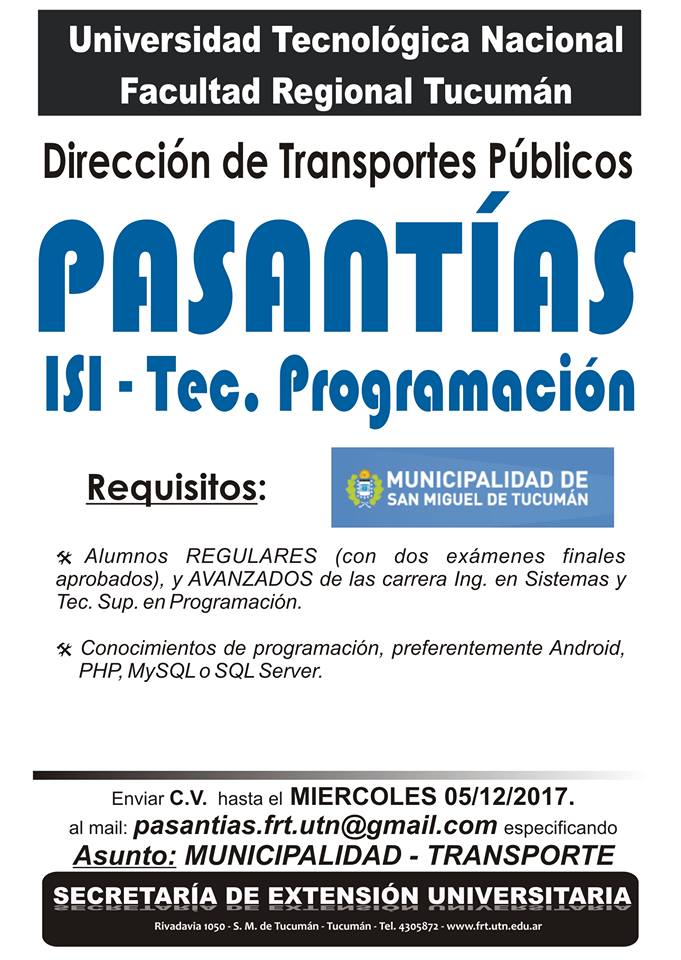 Universidad Tecnológica Nacional
Facultad Regional Tucumán
Dirección de Transportes Públicos
PASANTÍAS
ISI - Tec. Programación
Requisitos:
MUNICIPALIDAD DE
SAN MIGUEL DE TUCUMÁN
Alumnos REGULARES (con dos exámenes finales
aprobados), y AVANZADOS de las carrera Ing. en Sistemas y
Tec. Sup. en Programación.
Conocimientos de programación, preferentemente Android,
PHP, MySQL o SQL Server.
Enviar C.V. hasta el MIERCOLES 05/12/2017.
al mail: pasantias.frt.utn@gmail.com especificando
Asunto: MUNICIPALIDAD - TRANSPORTE
SECRETARÍA DE EXTENSIÓN UNIVERSITARIA
Rivadavia 1050 - S. M. de Tucumán - Tucumán - Tel. 4305872 - www.frt.utn.edu.ar